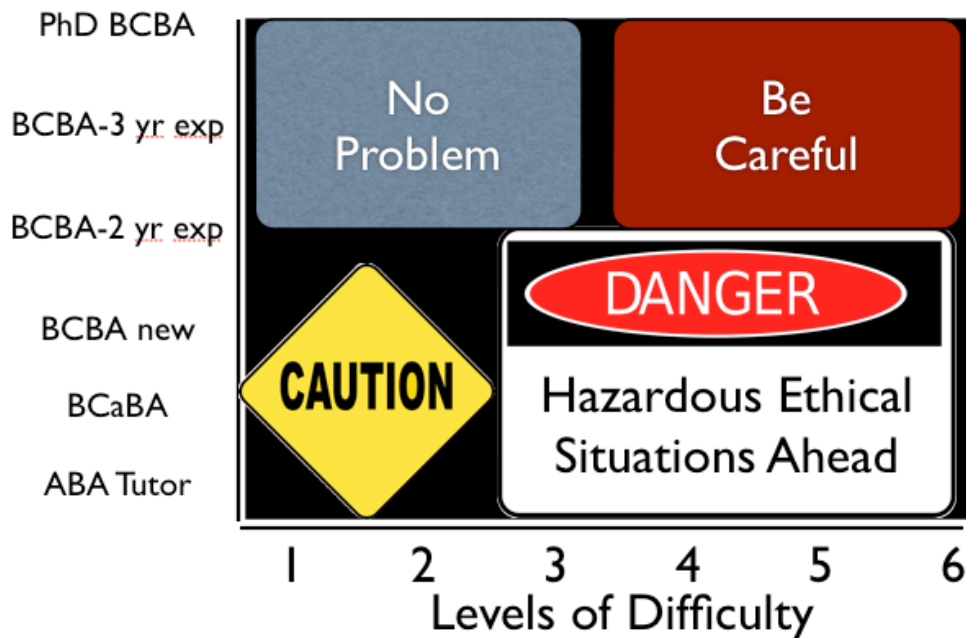 PhD BCBA
BCBA-3 yr exp
BCBA-2 yr exp
BCBA new
BCaBA
ABA Tutor
No
Problem
Be
Careful
CAUTION
DANGER
Hazardous Ethical
Situations Ahead
1 2 3 4 5 6
Levels of Difficulty